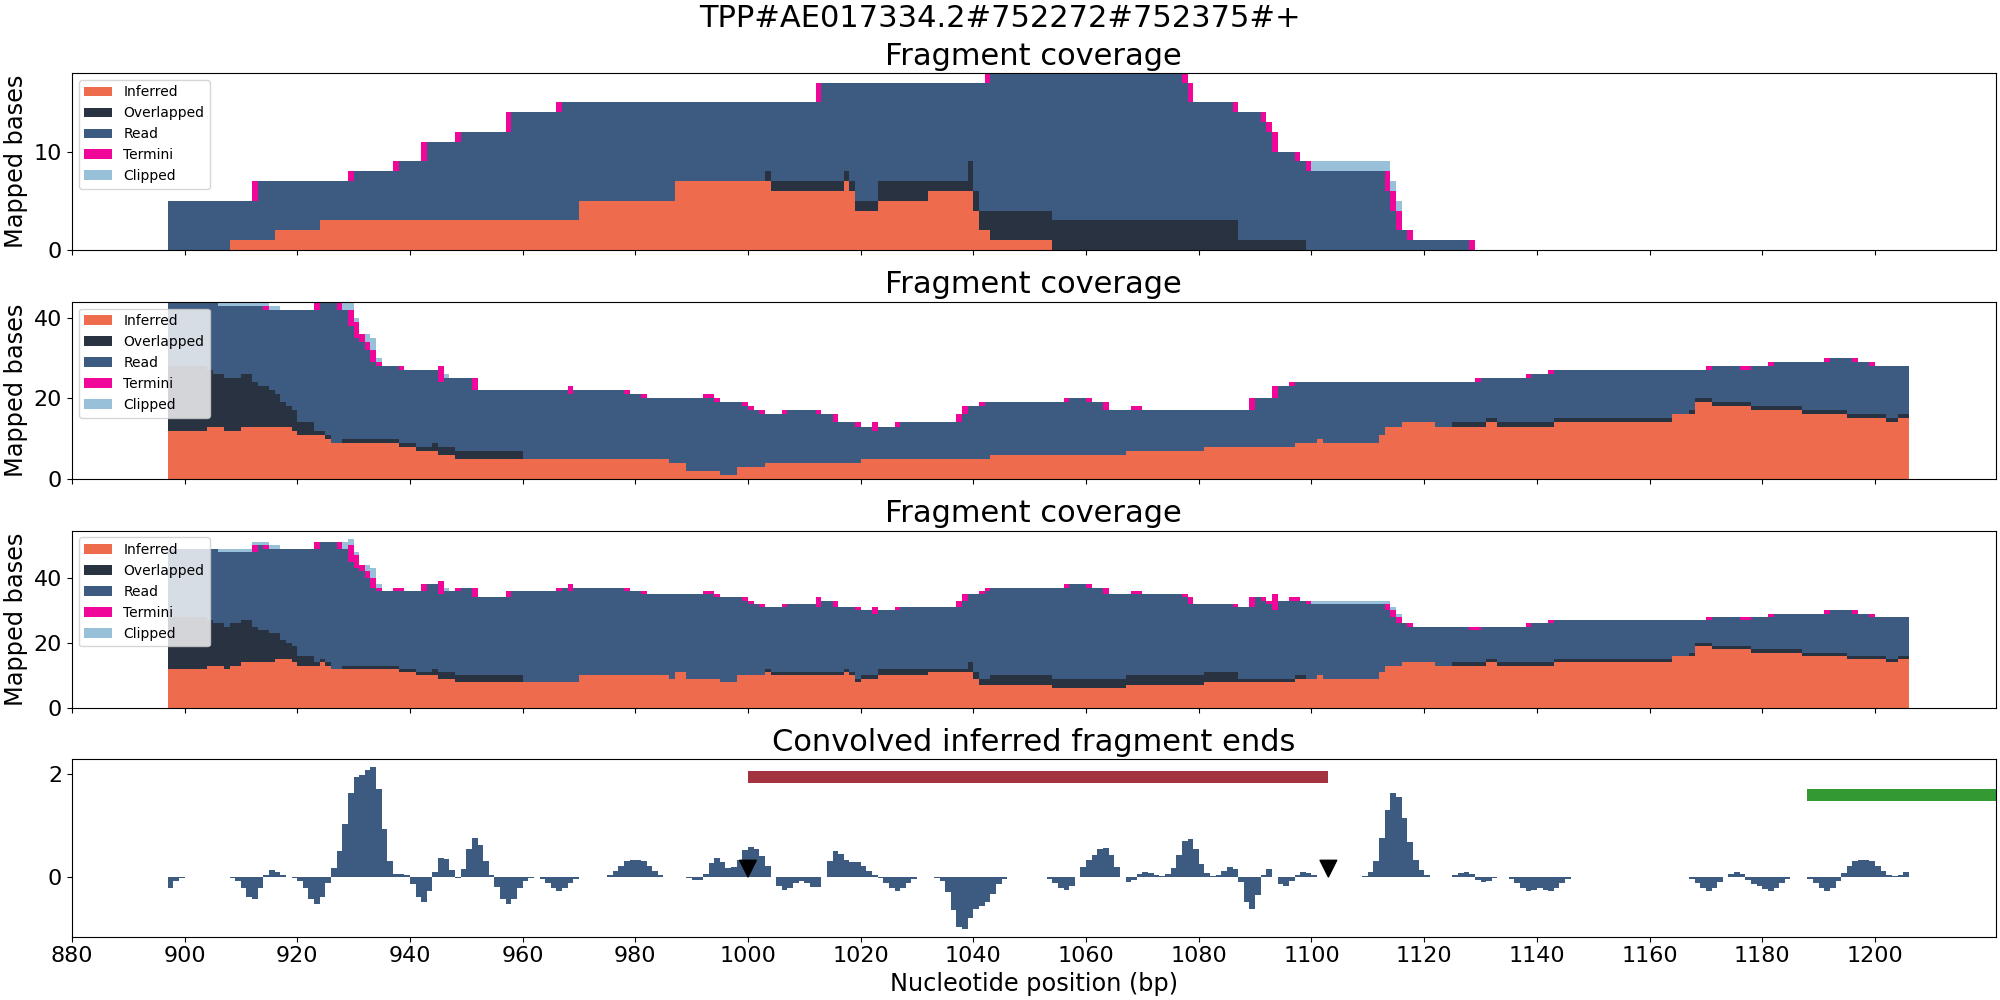 TPP#AE017334.2#752272#752375#+
Fragment coverage
Mapped bases
10
0
Inferred
Overlapped
Read
Termini
Clipped
Fragment coverage
Mapped bases
40
20
0
Inferred
Overlapped
Read
Termini
Clipped
Fragment coverage
Mapped bases
40
20
0
Inferred
Overlapped
Read
Termini
Clipped
Convolved inferred fragment ends
2
0
880 900 920 940 960 980 1000 1020 1040 1060 1080 1100 1120 1140 1160 1180 1200
Nucleotide position (bp)